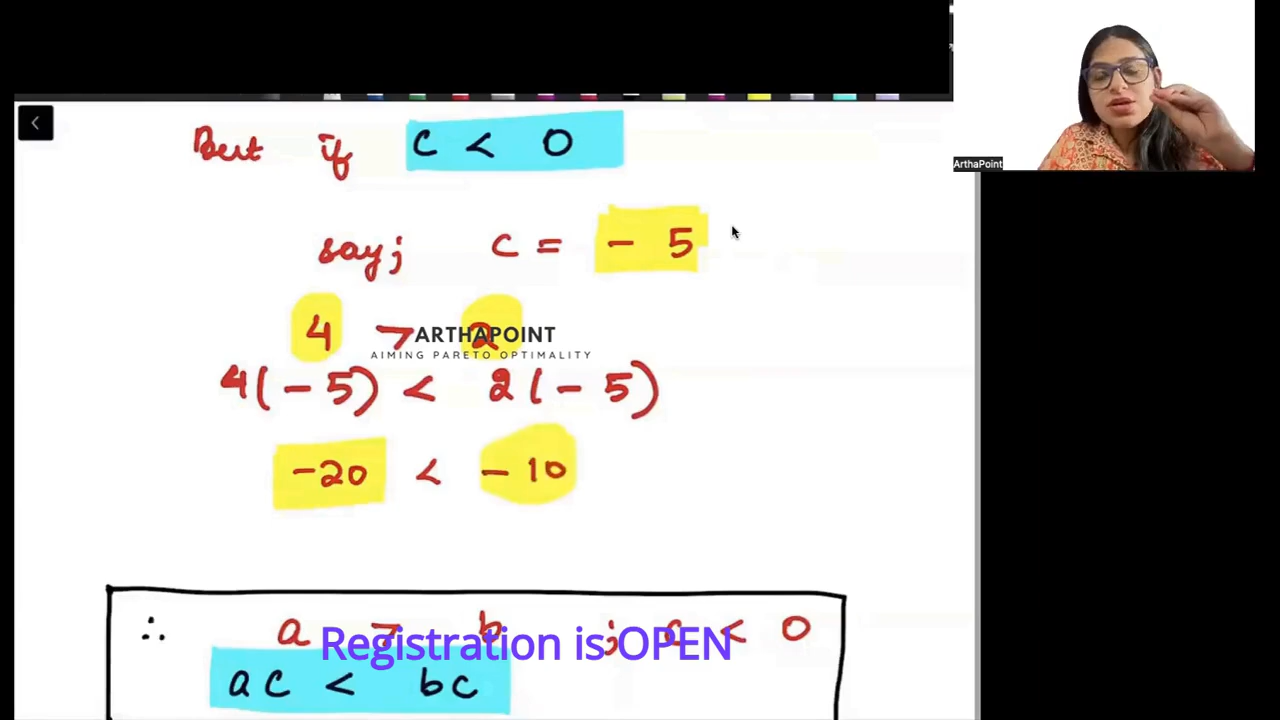 But if c < 0
say; c = - 5
4 > 2
ARTHAPOINT
AIMING PARETO OPTIMALITY
4(-5) < 2(-5)
-20 < -10
∴ a > b ; c < 0
Registration is OPEN
ac < bc
ArthaPoint